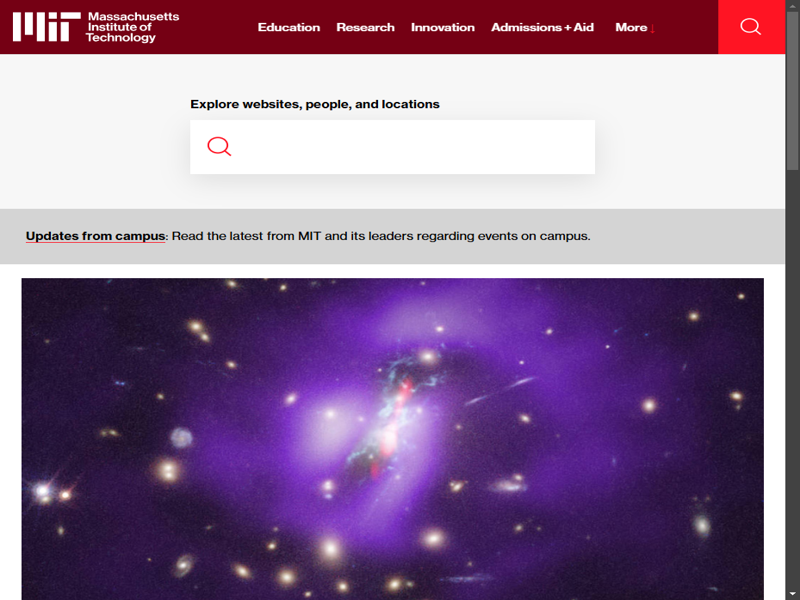 MIT
Massachusetts
Institute of
Technology
Education Research Innovation Admissions + Aid More ↓
Explore websites, people, and locations
Updates from campus: Read the latest from MIT and its leaders regarding events on campus.